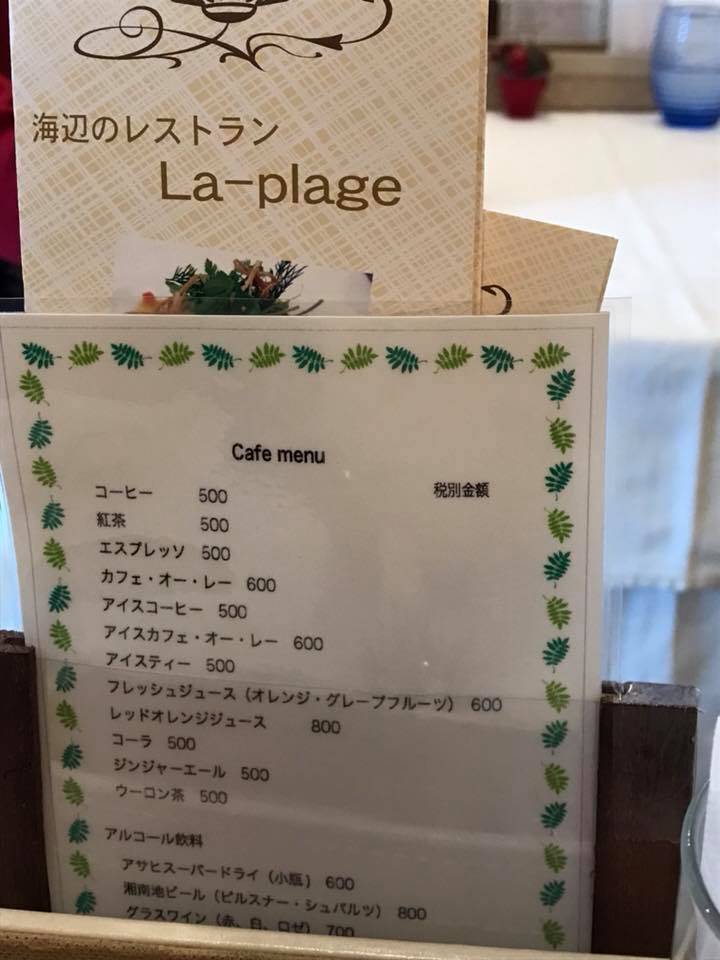 海辺のレストラン
La-plage
Cafe menu
コーヒー 500 税別金額
紅茶 500
エスプレッソ 500
カフェ・オー・レー 600
アイスコーヒー 500
アイスカフェ・オー・レー 600
アイスティー 500
フレッシュジュース（オレンジ・グレープフルーツ） 600
レッドオレンジジュース 800
コーラ 500
ジンジャーエール 500
ウーロン茶 500
アルコール飲料
アサヒスーパードライ（小瓶） 600
湘南地ビール（ピルスナー・シュバルツ） 800
グラスワイン（赤、白、ロゼ） 700